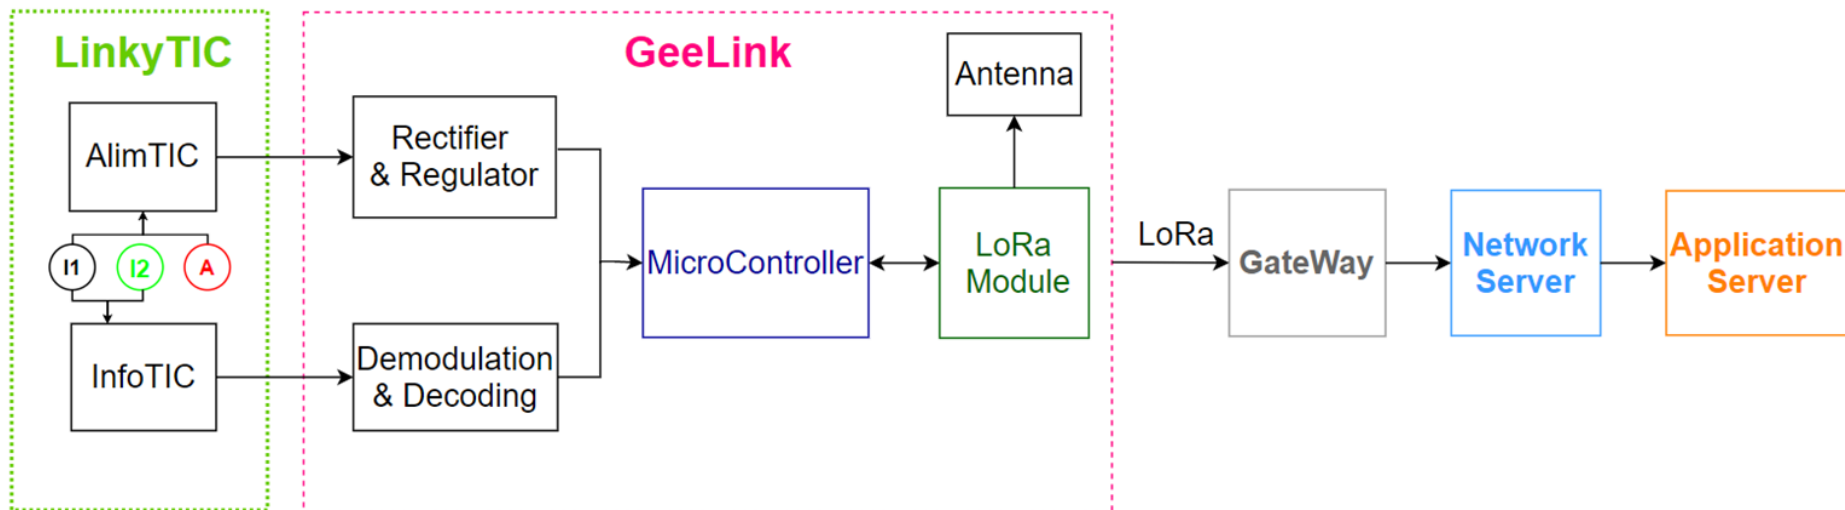 LinkyTIC
GeeLink
Antenna
AlimTIC
Rectifier
& Regulator
I1
I2
A
MicroController
LoRa
Module
LoRa
GateWay
Network
Server
Application
Server
InfoTIC
Demodulation
& Decoding